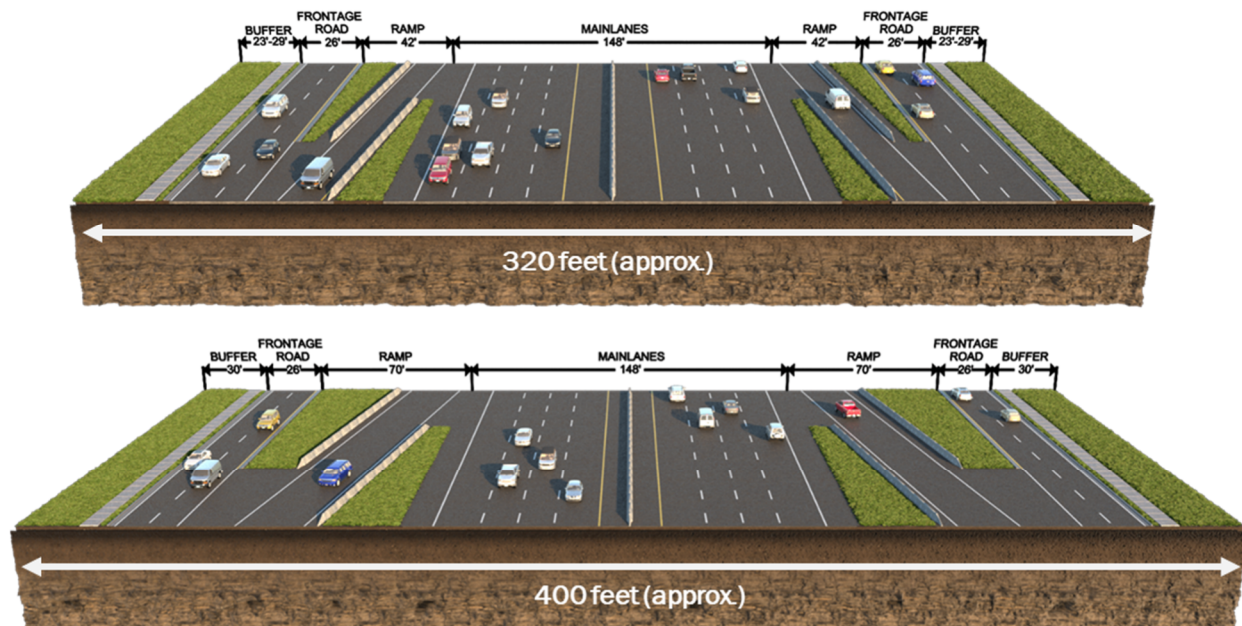 BUFFER
23'-29'
FRONTAGE
ROAD
26'
RAMP
42'
MAINLANES
148'
RAMP
42'
FRONTAGE
ROAD
26'
BUFFER
23'-29'
320 feet (approx.)
BUFFER
30'
FRONTAGE
ROAD
26'
RAMP
70'
MAINLANES
148'
RAMP
70'
FRONTAGE
ROAD
26'
BUFFER
30'
400 feet (approx.)